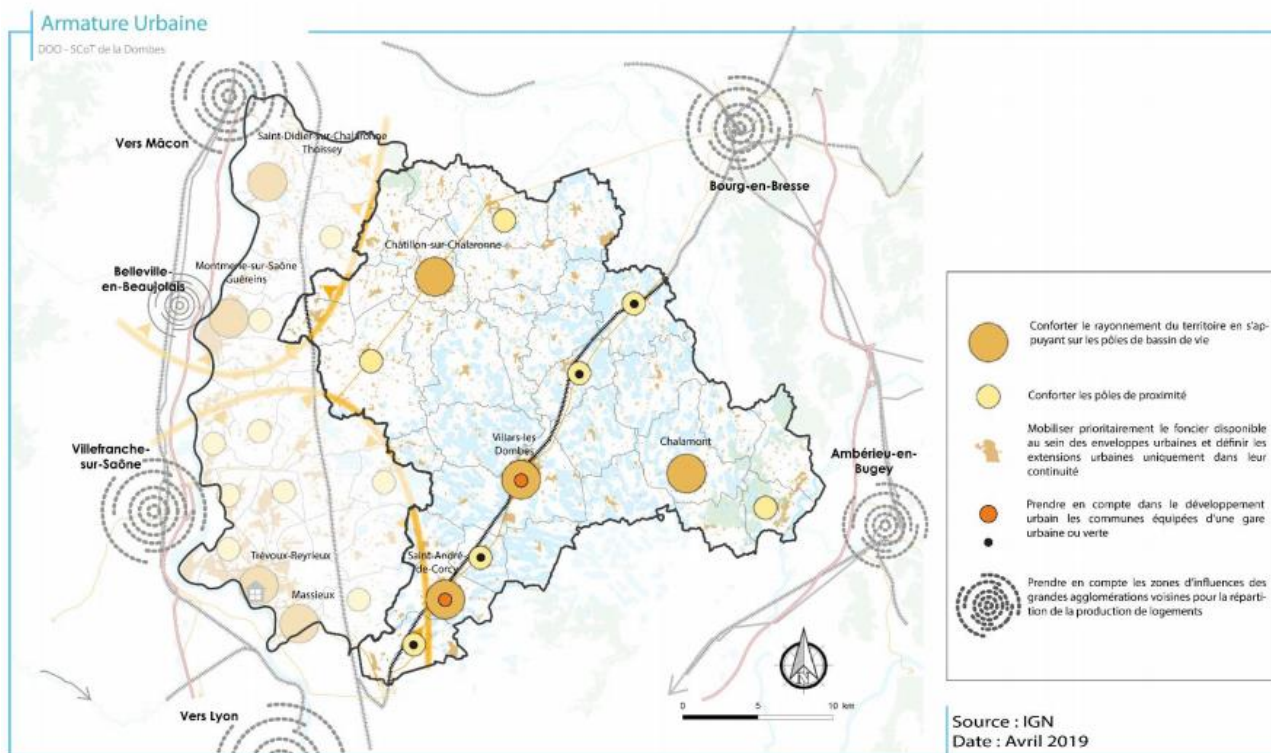 Armature Urbaine
DOO - SCoT de la Dombes
Vers Mâcon
Saint-Didier-sur-Chalaronne
Thoissey
Bourg-en-Bresse
Châtillon-sur-Chalaronne
Belleville-
en-Beaujolais
Montmerle-sur-Saône
Guéreins
Villefranche-
sur-Saône
Villars-les
Dombes
Chalamont
Ambérieu-en-
Bugey
Trévoux-Reyrieux
Saint-André-
de-Corcy
Massieux
Vers Lyon
N
0 5 10 km
Conforter le rayonnement du territoire en s'ap-
puyant sur les pôles de bassin de vie
Conforter les pôles de proximité
Mobiliser prioritairement le foncier disponible
au sein des enveloppes urbaines et définir les
extensions urbaines uniquement dans leur
continuité
Prendre en compte dans le développement
urbain les communes équipées d'une gare
urbaine ou verte
Prendre en compte les zones d'influences des
grandes agglomérations voisines pour la réparti-
tion de la production de logements
Source : IGN
Date : Avril 2019